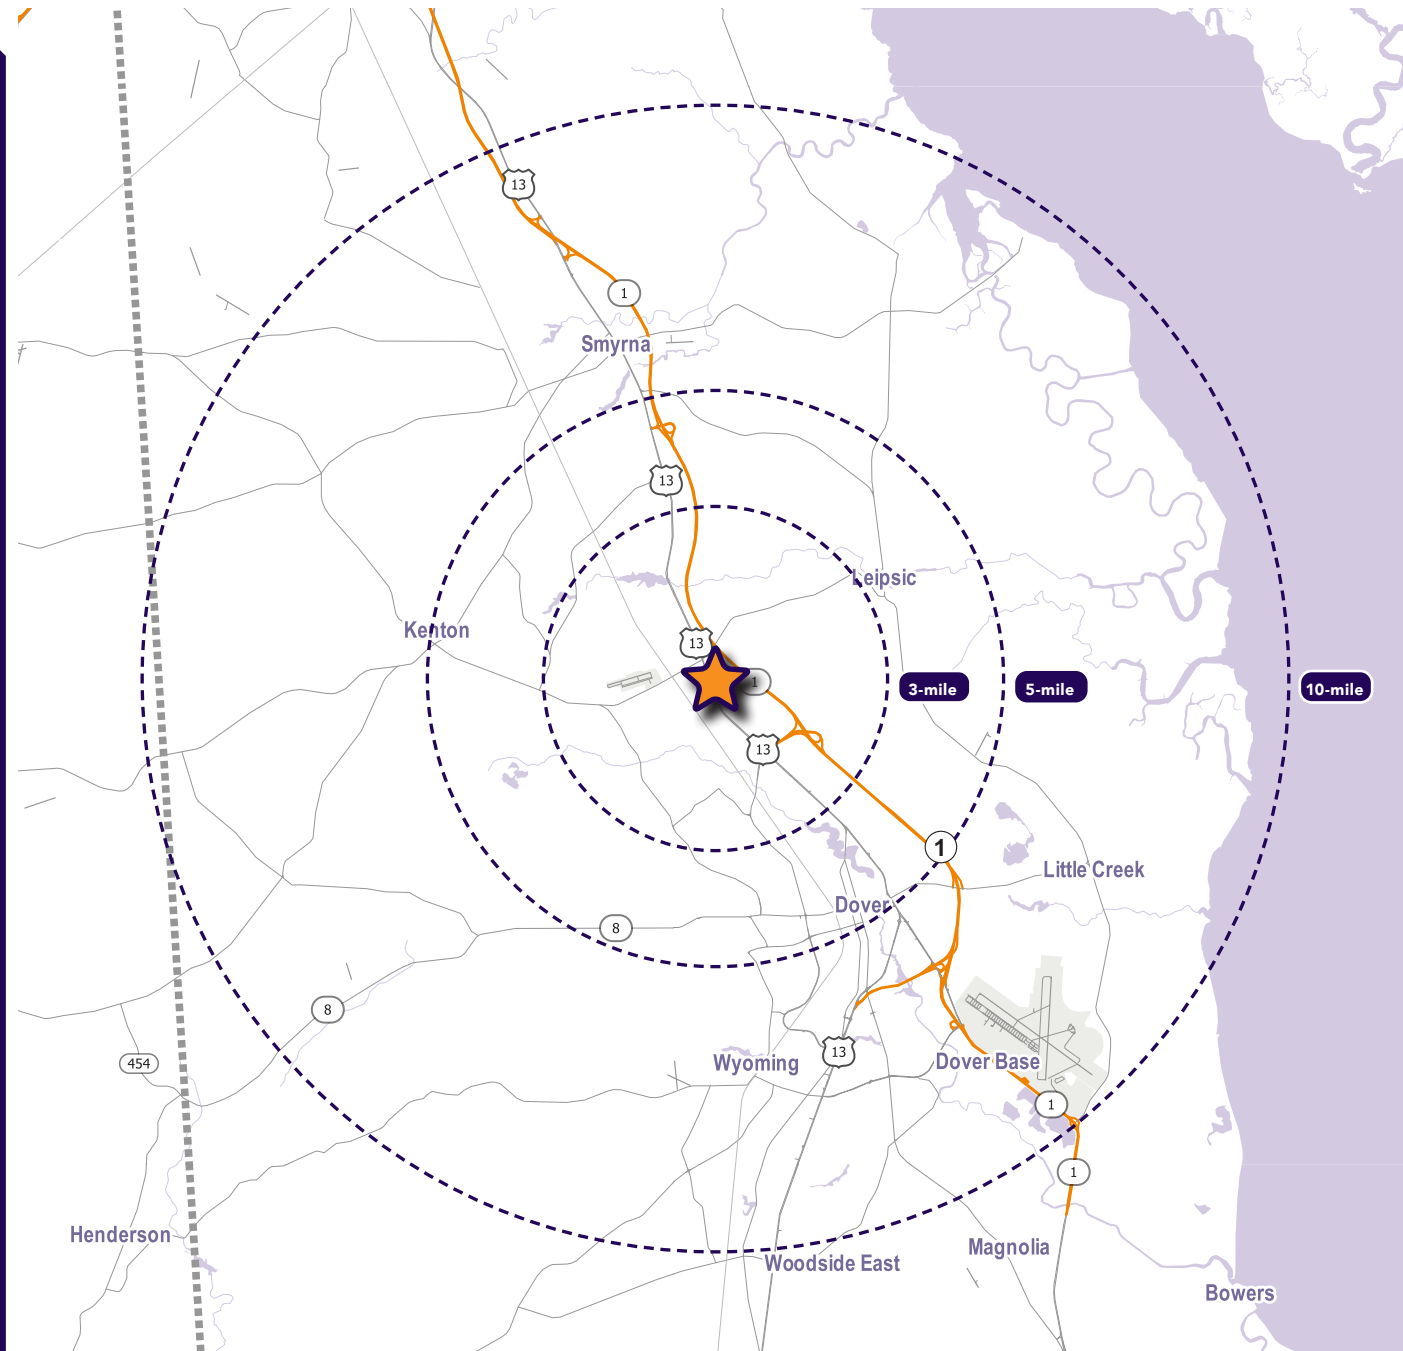 13
1
Smyrna
13
Leipsic
Kenton
13
1
3-mile
5-mile
10-mile
13
1
Little Creek
Dover
8
8
13
454
Wyoming
Dover Base
1
1
Henderson
Magnolia
Woodside East
Bowers